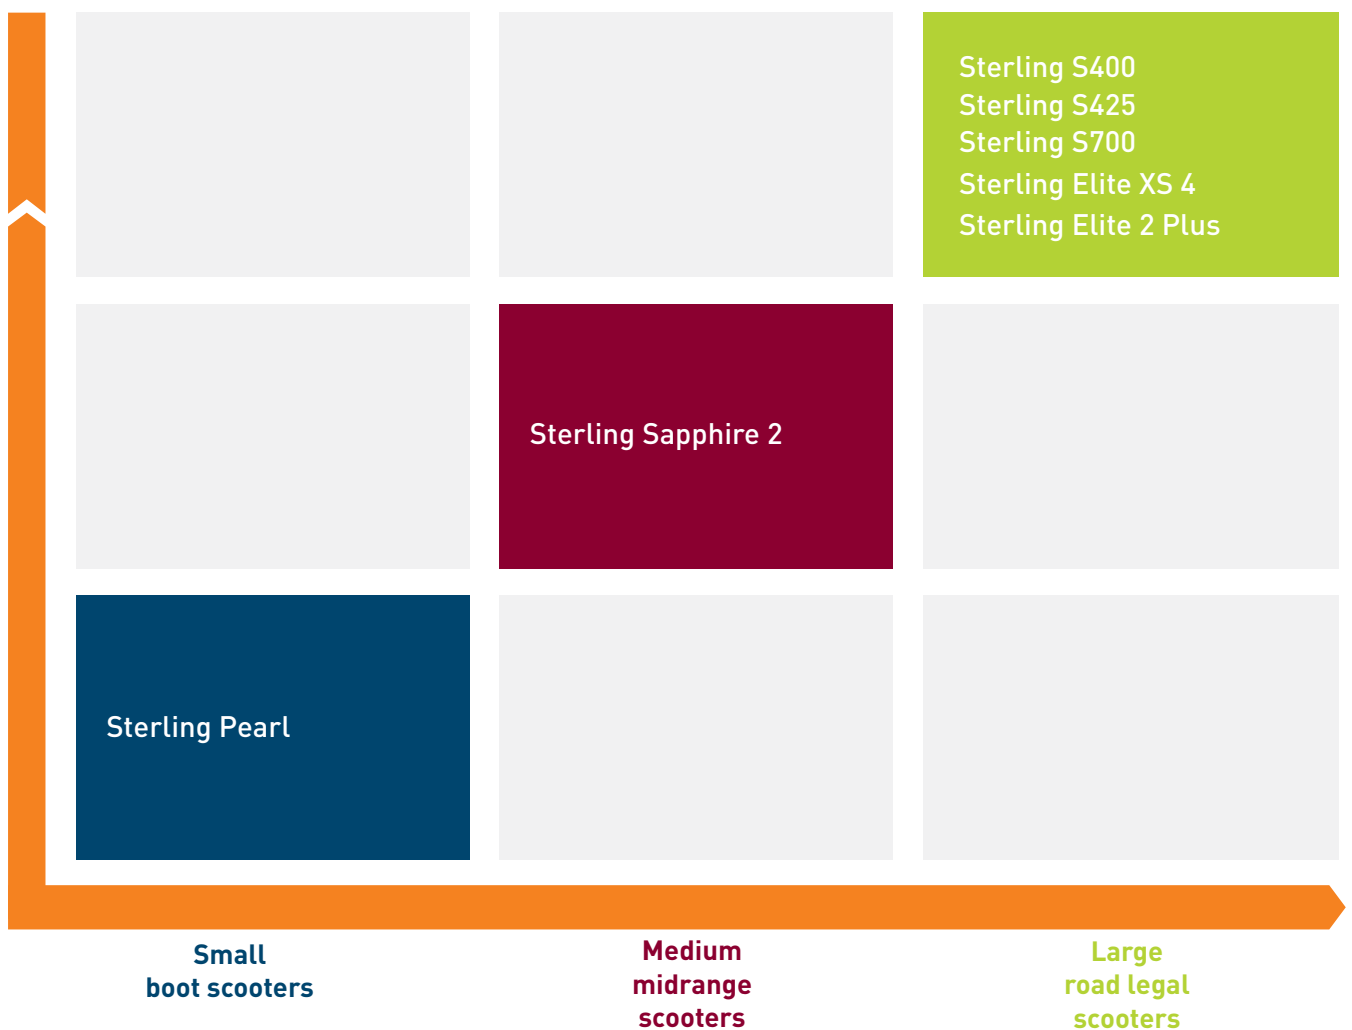 Sterling S400
Sterling S425
Sterling S700
Sterling Elite XS 4
Sterling Elite 2 Plus
Sterling Sapphire 2
Sterling Pearl
Small
boot scooters
Medium
midrange
scooters
Large
road legal
scooters